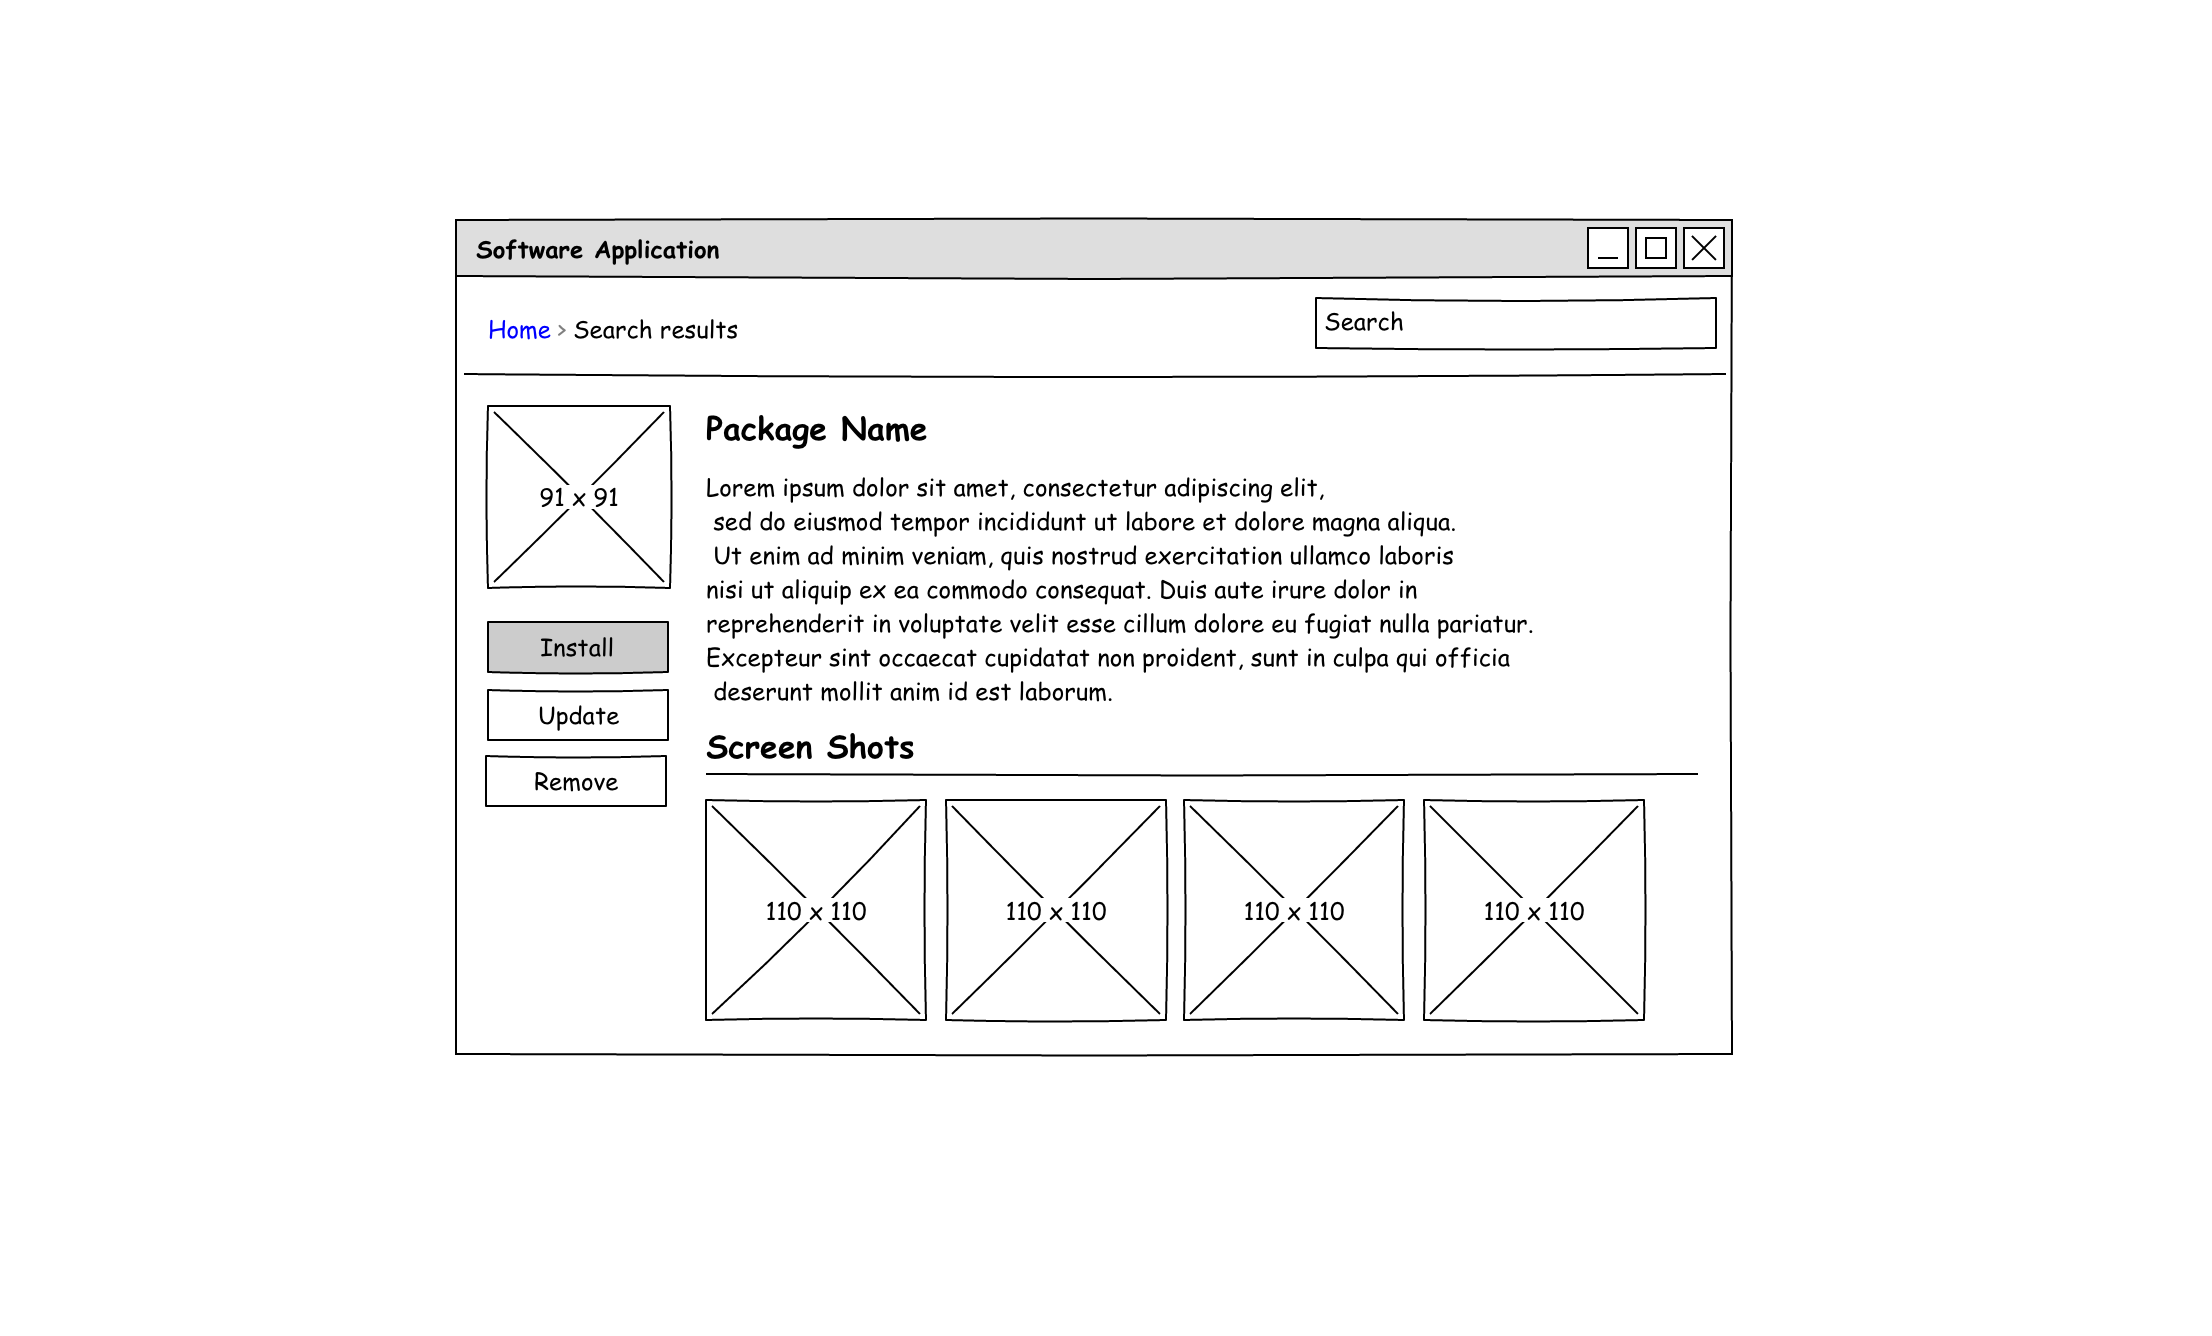 Software Application
Home > Search results
Search
91 x 91
Install
Update
Remove
Package Name
Lorem ipsum dolor sit amet, consectetur adipiscing elit,
sed do eiusmod tempor incididunt ut labore et dolore magna aliqua.
Ut enim ad minim veniam, quis nostrud exercitation ullamco laboris
nisi ut aliquip ex ea commodo consequat. Duis aute irure dolor in
reprehenderit in voluptate velit esse cillum dolore eu fugiat nulla pariatur.
Excepteur sint occaecat cupidatat non proident, sunt in culpa qui officia
deserunt mollit anim id est laborum.
Screen Shots
110 x 110
110 x 110
110 x 110
110 x 110